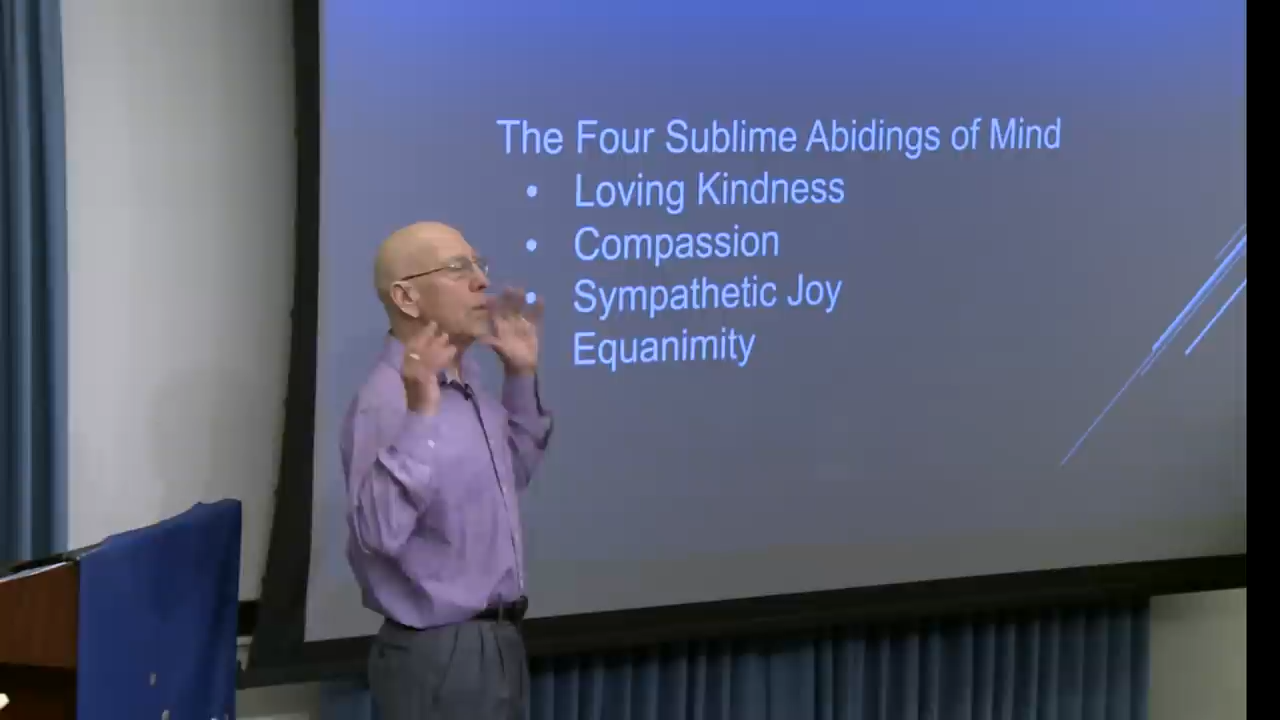 The Four Sublime Abidings of Mind
• Loving Kindness
• Compassion
• Sympathetic Joy
Equanimity